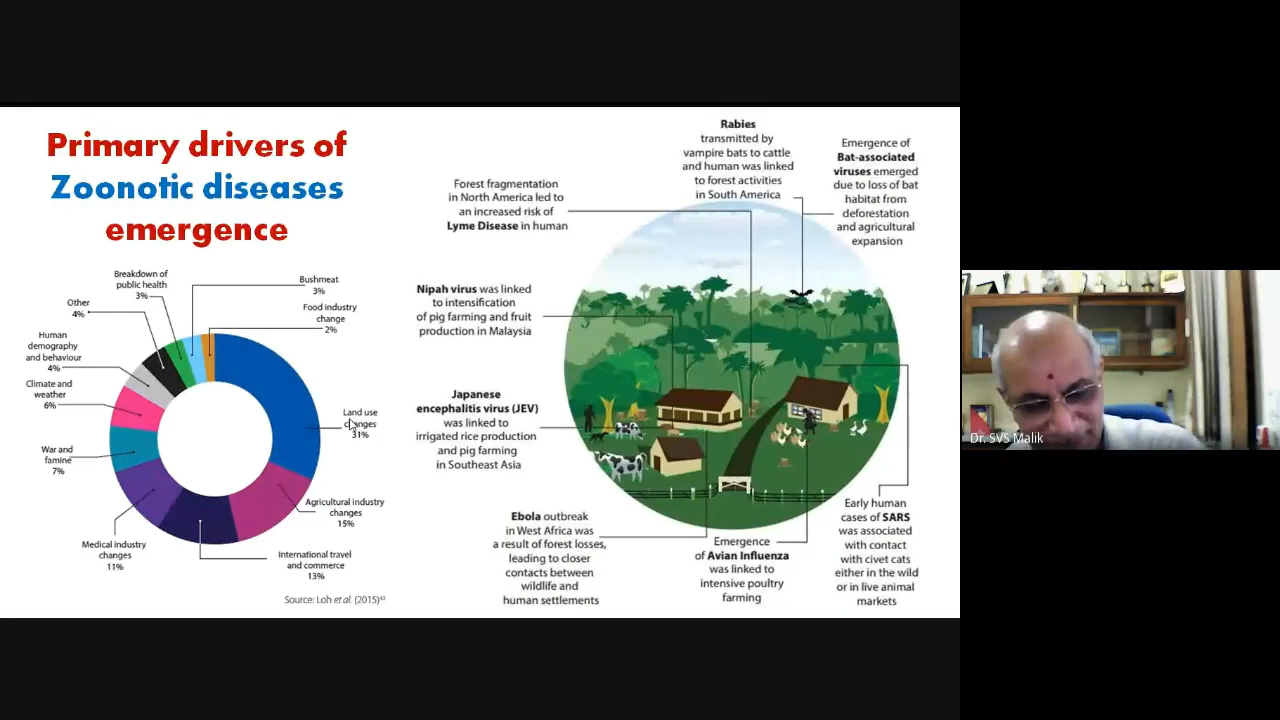 Primary drivers of
Zoonotic diseases
emergence
Breakdown of
public health
3%
Bushmeat
3%
Other
4%
Food industry
change
2%
Human
demography
and behaviour
4%
Climate and
weather
6%
Land use
changes
31%
War and
famine
7%
Agricultural industry
changes
15%
Medical industry
changes
11%
International travel
and commerce
13%
Source: Loh et al. (2015)⁴³
Rabies
transmitted by
vampire bats to cattle
and human was linked
to forest activities
in South America
Emergence of
Bat-associated
viruses emerged
due to loss of bat
habitat from
deforestation
and agricultural
expansion
Forest fragmentation
in North America led to
an increased risk of
Lyme Disease in human
Nipah virus was linked
to intensification
of pig farming and fruit
production in Malaysia
Japanese
encephalitis virus (JEV)
was linked to
irrigated rice production
and pig farming
in Southeast Asia
Ebola outbreak
in West Africa was
a result of forest losses,
leading to closer
contacts between
wildlife and
human settlements
Emergence
of Avian Influenza
was linked to
intensive poultry
farming
Early human
cases of SARS
was associated
with contact
with civet cats
either in the wild
or in live animal
markets
Dr. SVS Malik